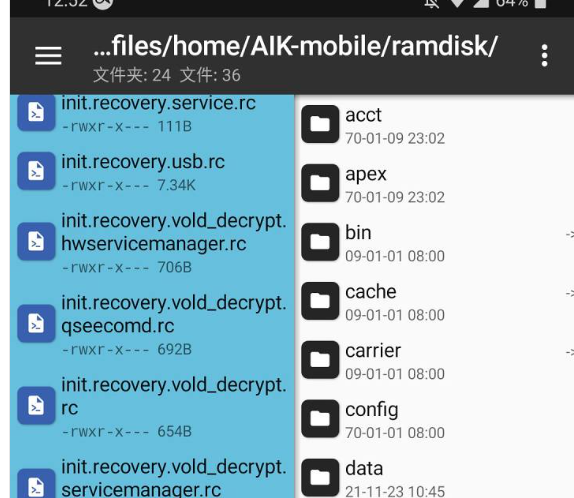 12:52
64%
...files/home/AIK-mobile/ramdisk/
文件夹: 24 文件: 36
init.recovery.service.rc
-rwxr-x--- 111B
init.recovery.usb.rc
-rwxr-x--- 7.34K
init.recovery.vold_decrypt.
hwservicemanager.rc
-rwxr-x--- 706B
init.recovery.vold_decrypt.
qseecomd.rc
-rwxr-x--- 692B
init.recovery.vold_decrypt.
rc
-rwxr-x--- 654B
init.recovery.vold_decrypt.
servicemanager.rc
acct
70-01-09 23:02
apex
70-01-09 23:02
bin
->
09-01-01 08:00
cache
->
09-01-01 08:00
carrier
->
09-01-01 08:00
config
70-01-01 08:00
data
21-11-23 10:45